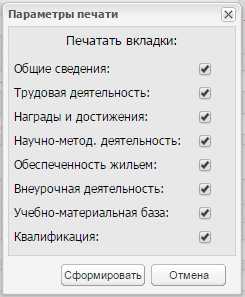 Параметры печати
Печатать вкладки:
Общие сведения:
Трудовая деятельность:
Награды и достижения:
Научно-метод. деятельность:
Обеспеченность жильем:
Внеурочная деятельность:
Учебно-материальная база:
Квалификация:
Сформировать Отмена